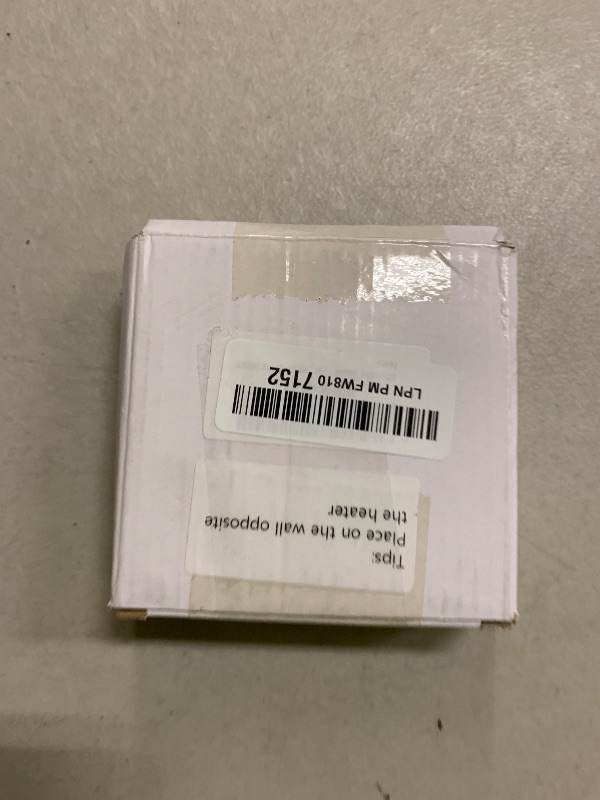 Tips:
Place on the wall opposite
the heater
LPN PM FW810 7152